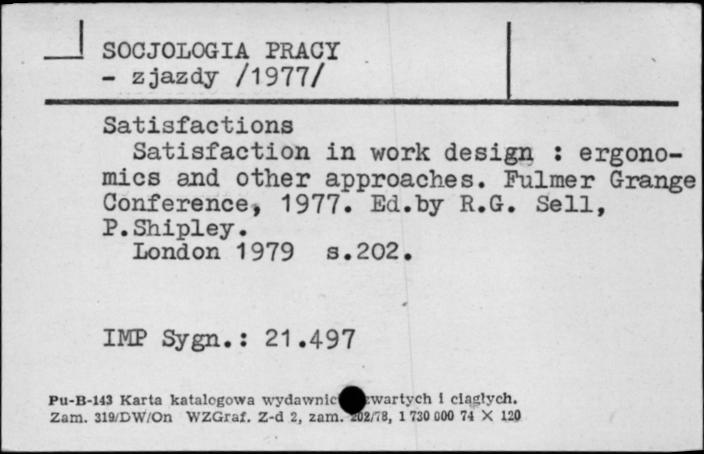 SOCJOLOGIA PRACY
- zjazdy /1977/
Satisfactions
Satisfaction in work design : ergono-
mics and other approaches. Fulmer Grange
Conference, 1977. Ed.by R.G. Sell,
P.Shipley.
London 1979 s.202.
IMP Sygn.: 21.497
Pu-B-143 Karta katalogowa wydawnic zwartych i ciągłych.
Zam. 319/DW/On WZGraf. Z-d 2, zam. 202/78, 1 730 000 74 X 120